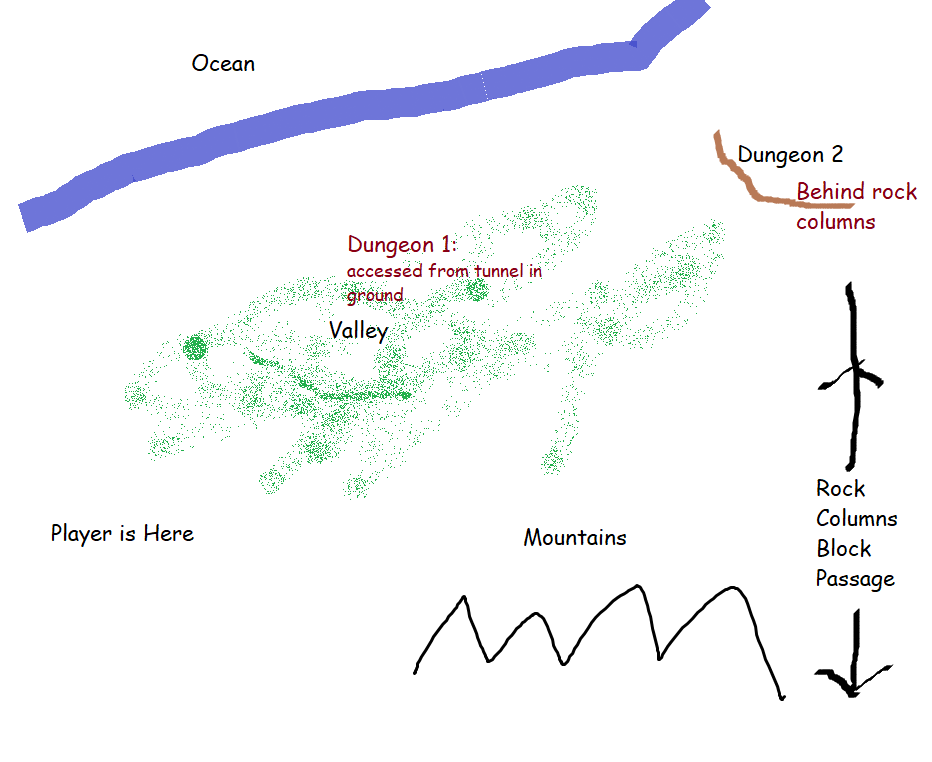 Ocean
Dungeon 2
Behind rock
columns
Dungeon 1:
accessed from tunnel in
ground
Valley
Rock
Columns
Block
Passage
Player is Here
Mountains